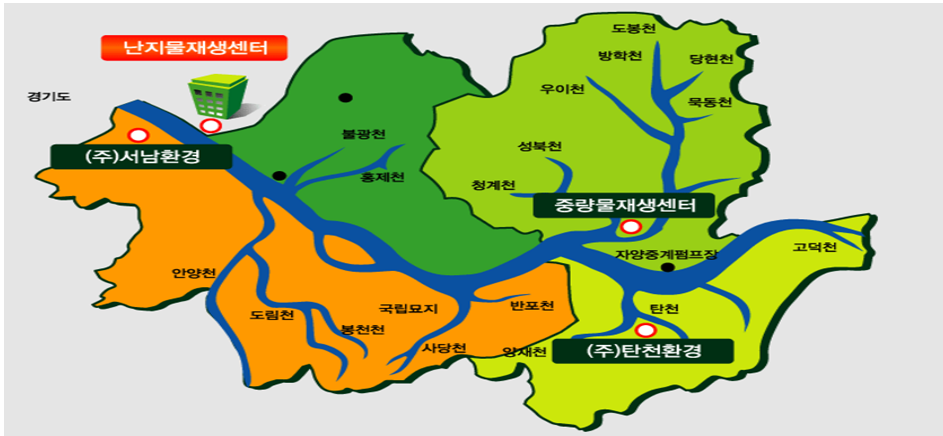 도봉천
방학천
당현천
난지물재생센터
우이천
경기도
묵동천
불광천
성북천
(주)서남환경
홍제천
청계천
중랑물재생센터
고덕천
자양중계펌프장
안양천
국립묘지
반포천
탄천
도림천
봉천천
사당천
양재천
(주)탄천환경